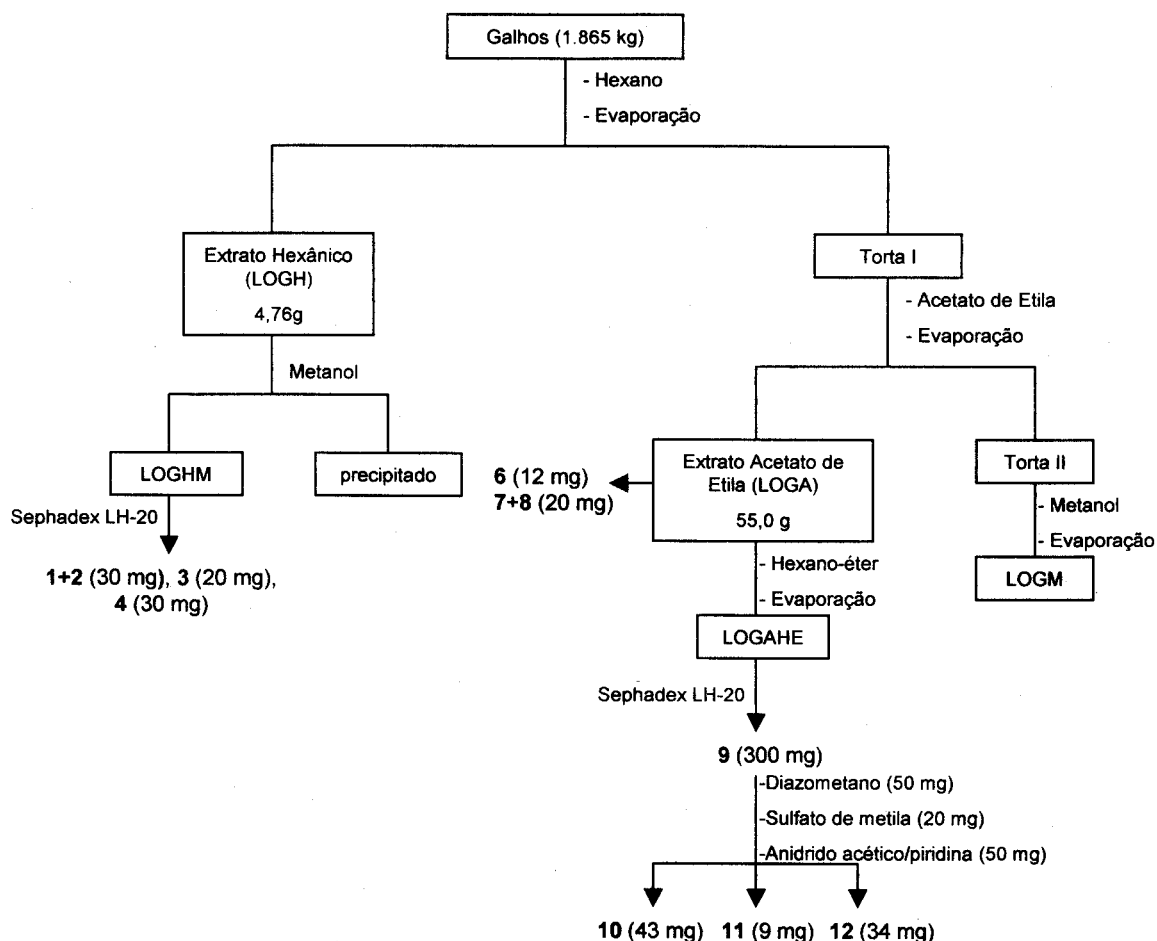 Galhos (1.865 kg)
- Hexano
- Evaporação
Extrato Hexânico
(LOGH)
4,76g
Torta I
- Acetato de Etila
- Evaporação
Metanol
LOGHM
precipitado
Sephadex LH-20
1+2 (30 mg), 3 (20 mg),
4 (30 mg)
6 (12 mg)
7+8 (20 mg)
Extrato Acetato de
Etila (LOGA)
55,0 g
Torta II
- Metanol
- Evaporação
LOGM
- Hexano-éter
- Evaporação
LOGAHE
Sephadex LH-20
9 (300 mg)
-Diazometano (50 mg)
-Sulfato de metila (20 mg)
-Anidrido acético/piridina (50 mg)
10 (43 mg) 11 (9 mg) 12 (34 mg)